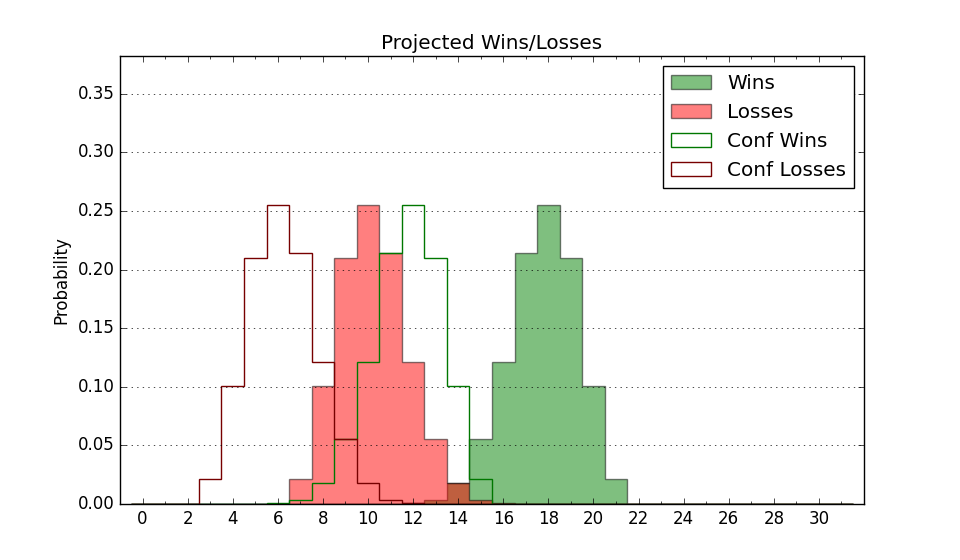 Projected Wins/Losses
Wins
Losses
Conf Wins
Conf Losses
Probability
0.35
0.30
0.25
0.20
0.15
0.10
0.05
0.00
0 2 4 6 8 10 12 14 16 18 20 22 24 26 28 30